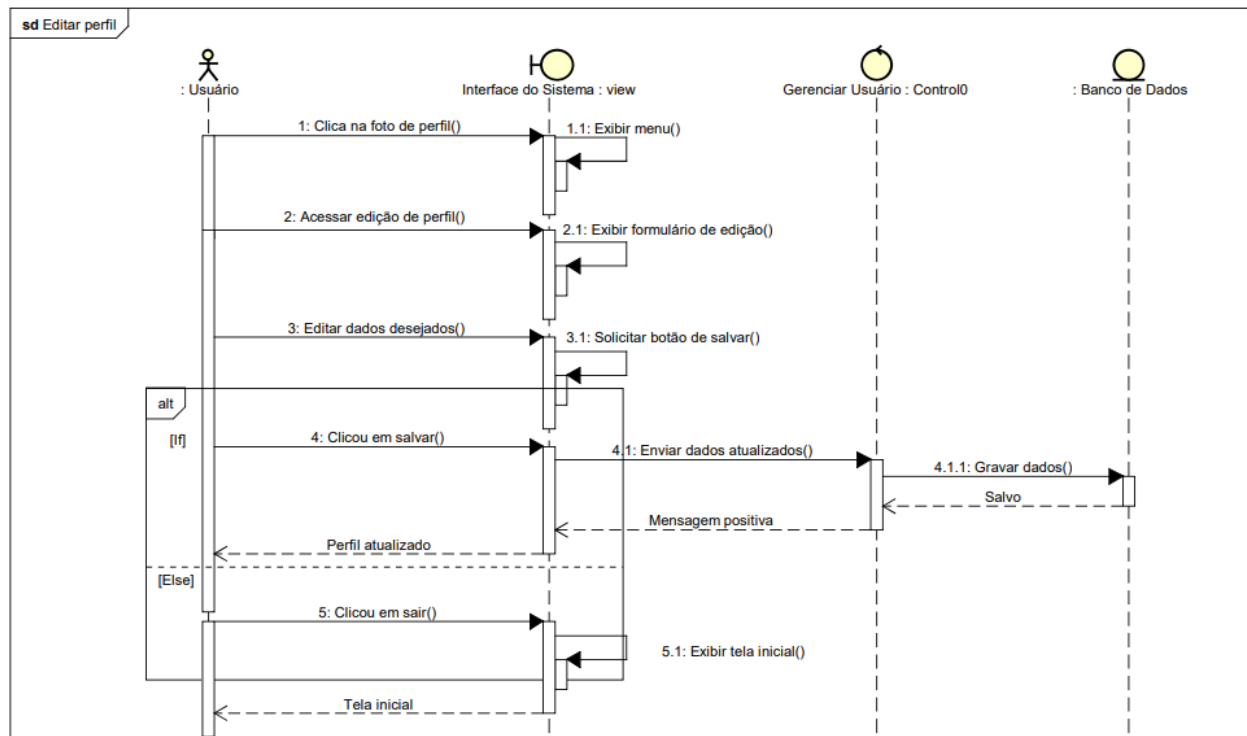 sd Editar perfil
: Usuário
Interface do Sistema : view
Gerenciar Usuário : Control0
: Banco de Dados
1: Clica na foto de perfil()
1.1: Exibir menu()
2: Acessar edição de perfil()
2.1: Exibir formulário de edição()
3: Editar dados desejados()
3.1: Solicitar botão de salvar()
alt
[If]
4: Clicou em salvar()
4.1: Enviar dados atualizados()
4.1.1: Gravar dados()
Salvo
Mensagem positiva
Perfil atualizado
[Else]
5: Clicou em sair()
5.1: Exibir tela inicial()
Tela inicial